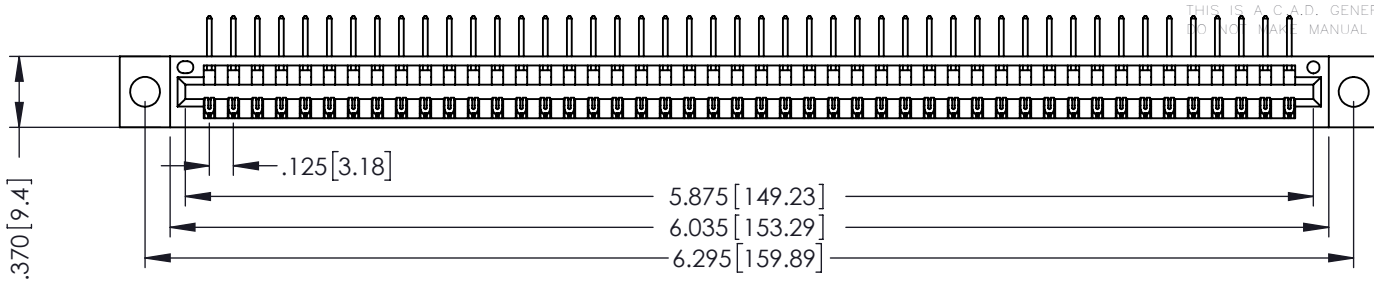 THIS IS A C.A.D. GENE
DO NOT MAKE MANUAL
.125[3.18]
5.875[149.23]
6.035[153.29]
6.295[159.89]
.370[9.4]